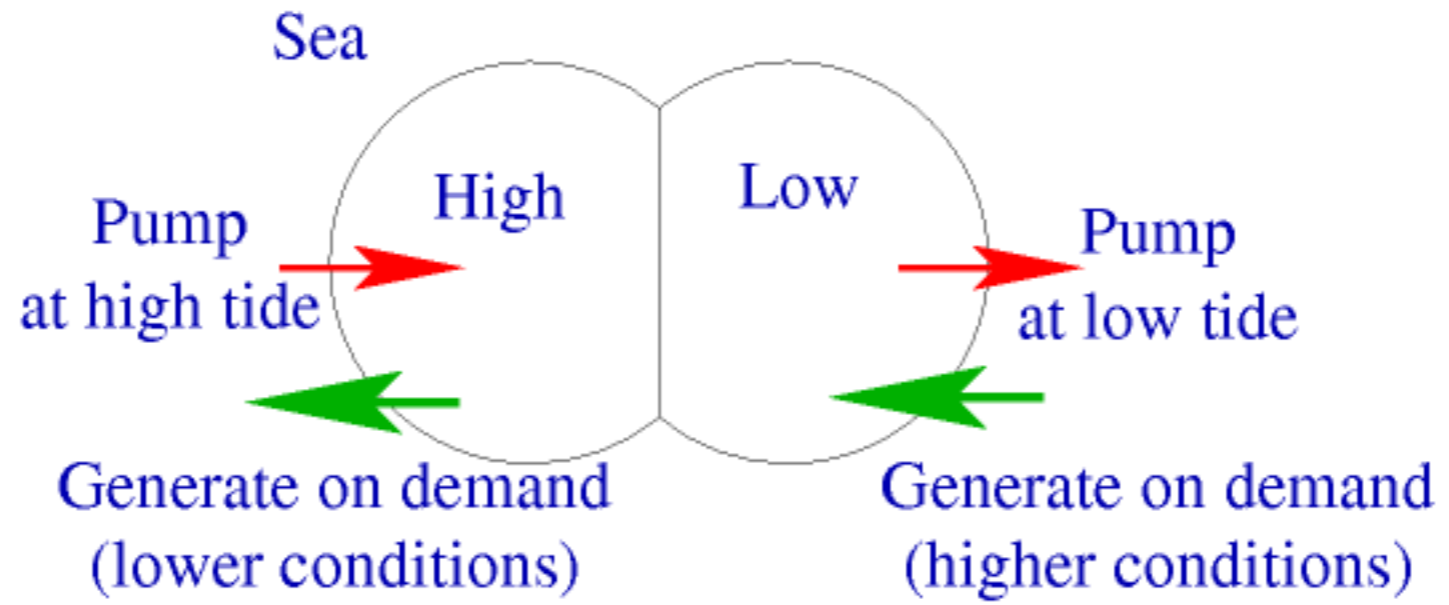 Sea
High
Low
Pump
at high tide
Pump
at low tide
Generate on demand
(lower conditions)
Generate on demand
(higher conditions)